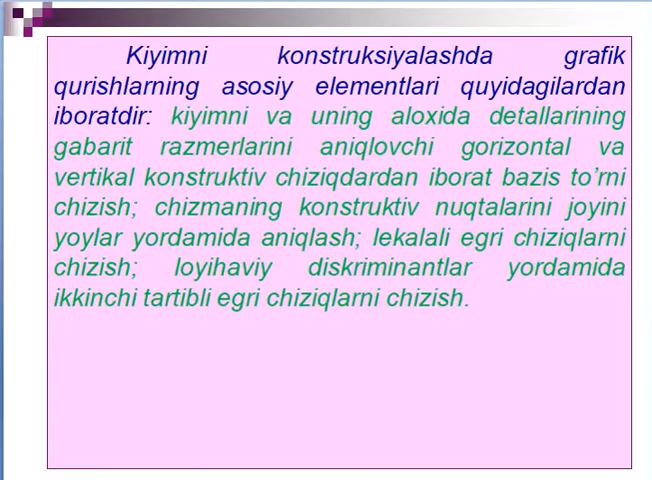 Kiyimni konstruksiyalashda grafik
qurishlarning asosiy elementlari quyidagilardan
iboratdir: kiyimni va uning aloxida detallarining
gabarit razmerlarini aniqlovchi gorizontal va
vertikal konstruktiv chiziqdardan iborat bazis to’rni
chizish; chizmaning konstruktiv nuqtalarini joyini
yoylar yordamida aniqlash; lekalali egri chiziqlarni
chizish; loyihaviy diskriminantlar yordamida
ikkinchi tartibli egri chiziqlarni chizish.